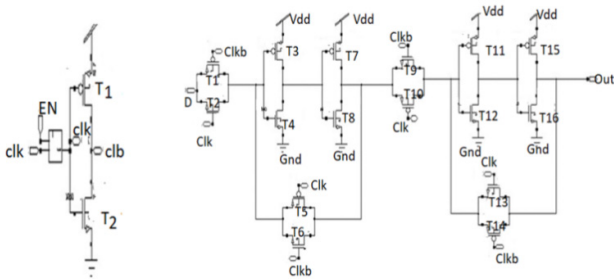 EN
clk
clk
T1
clb
T2
D
Clkb
T1
T2
Clk
Vdd
T3
T4
Gnd
Vdd
T7
T8
Gnd
Clk
T5
T6
Clkb
Clkb
T9
T10
Clk
Vdd
T11
T12
Gnd
Vdd
T15
T16
Ghd
Out
Clk
T13
T14
Clkb